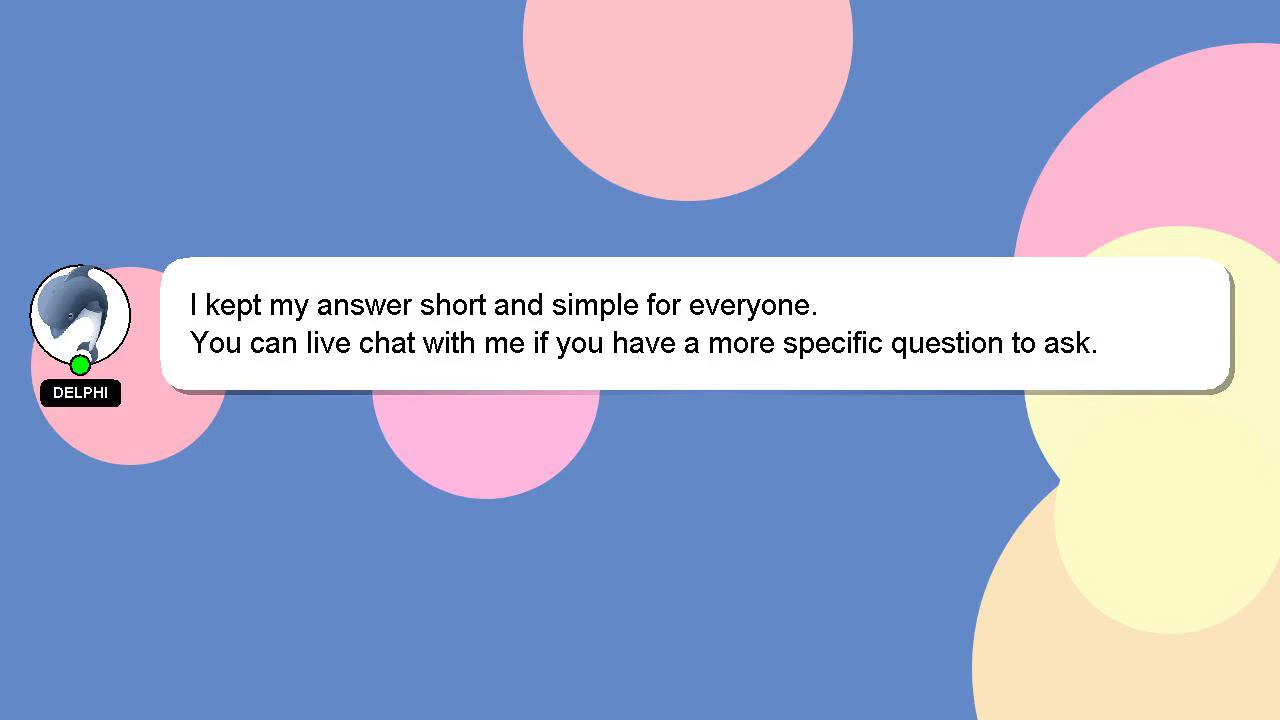 I kept my answer short and simple for everyone.
You can live chat with me if you have a more specific question to ask.
DELPHI